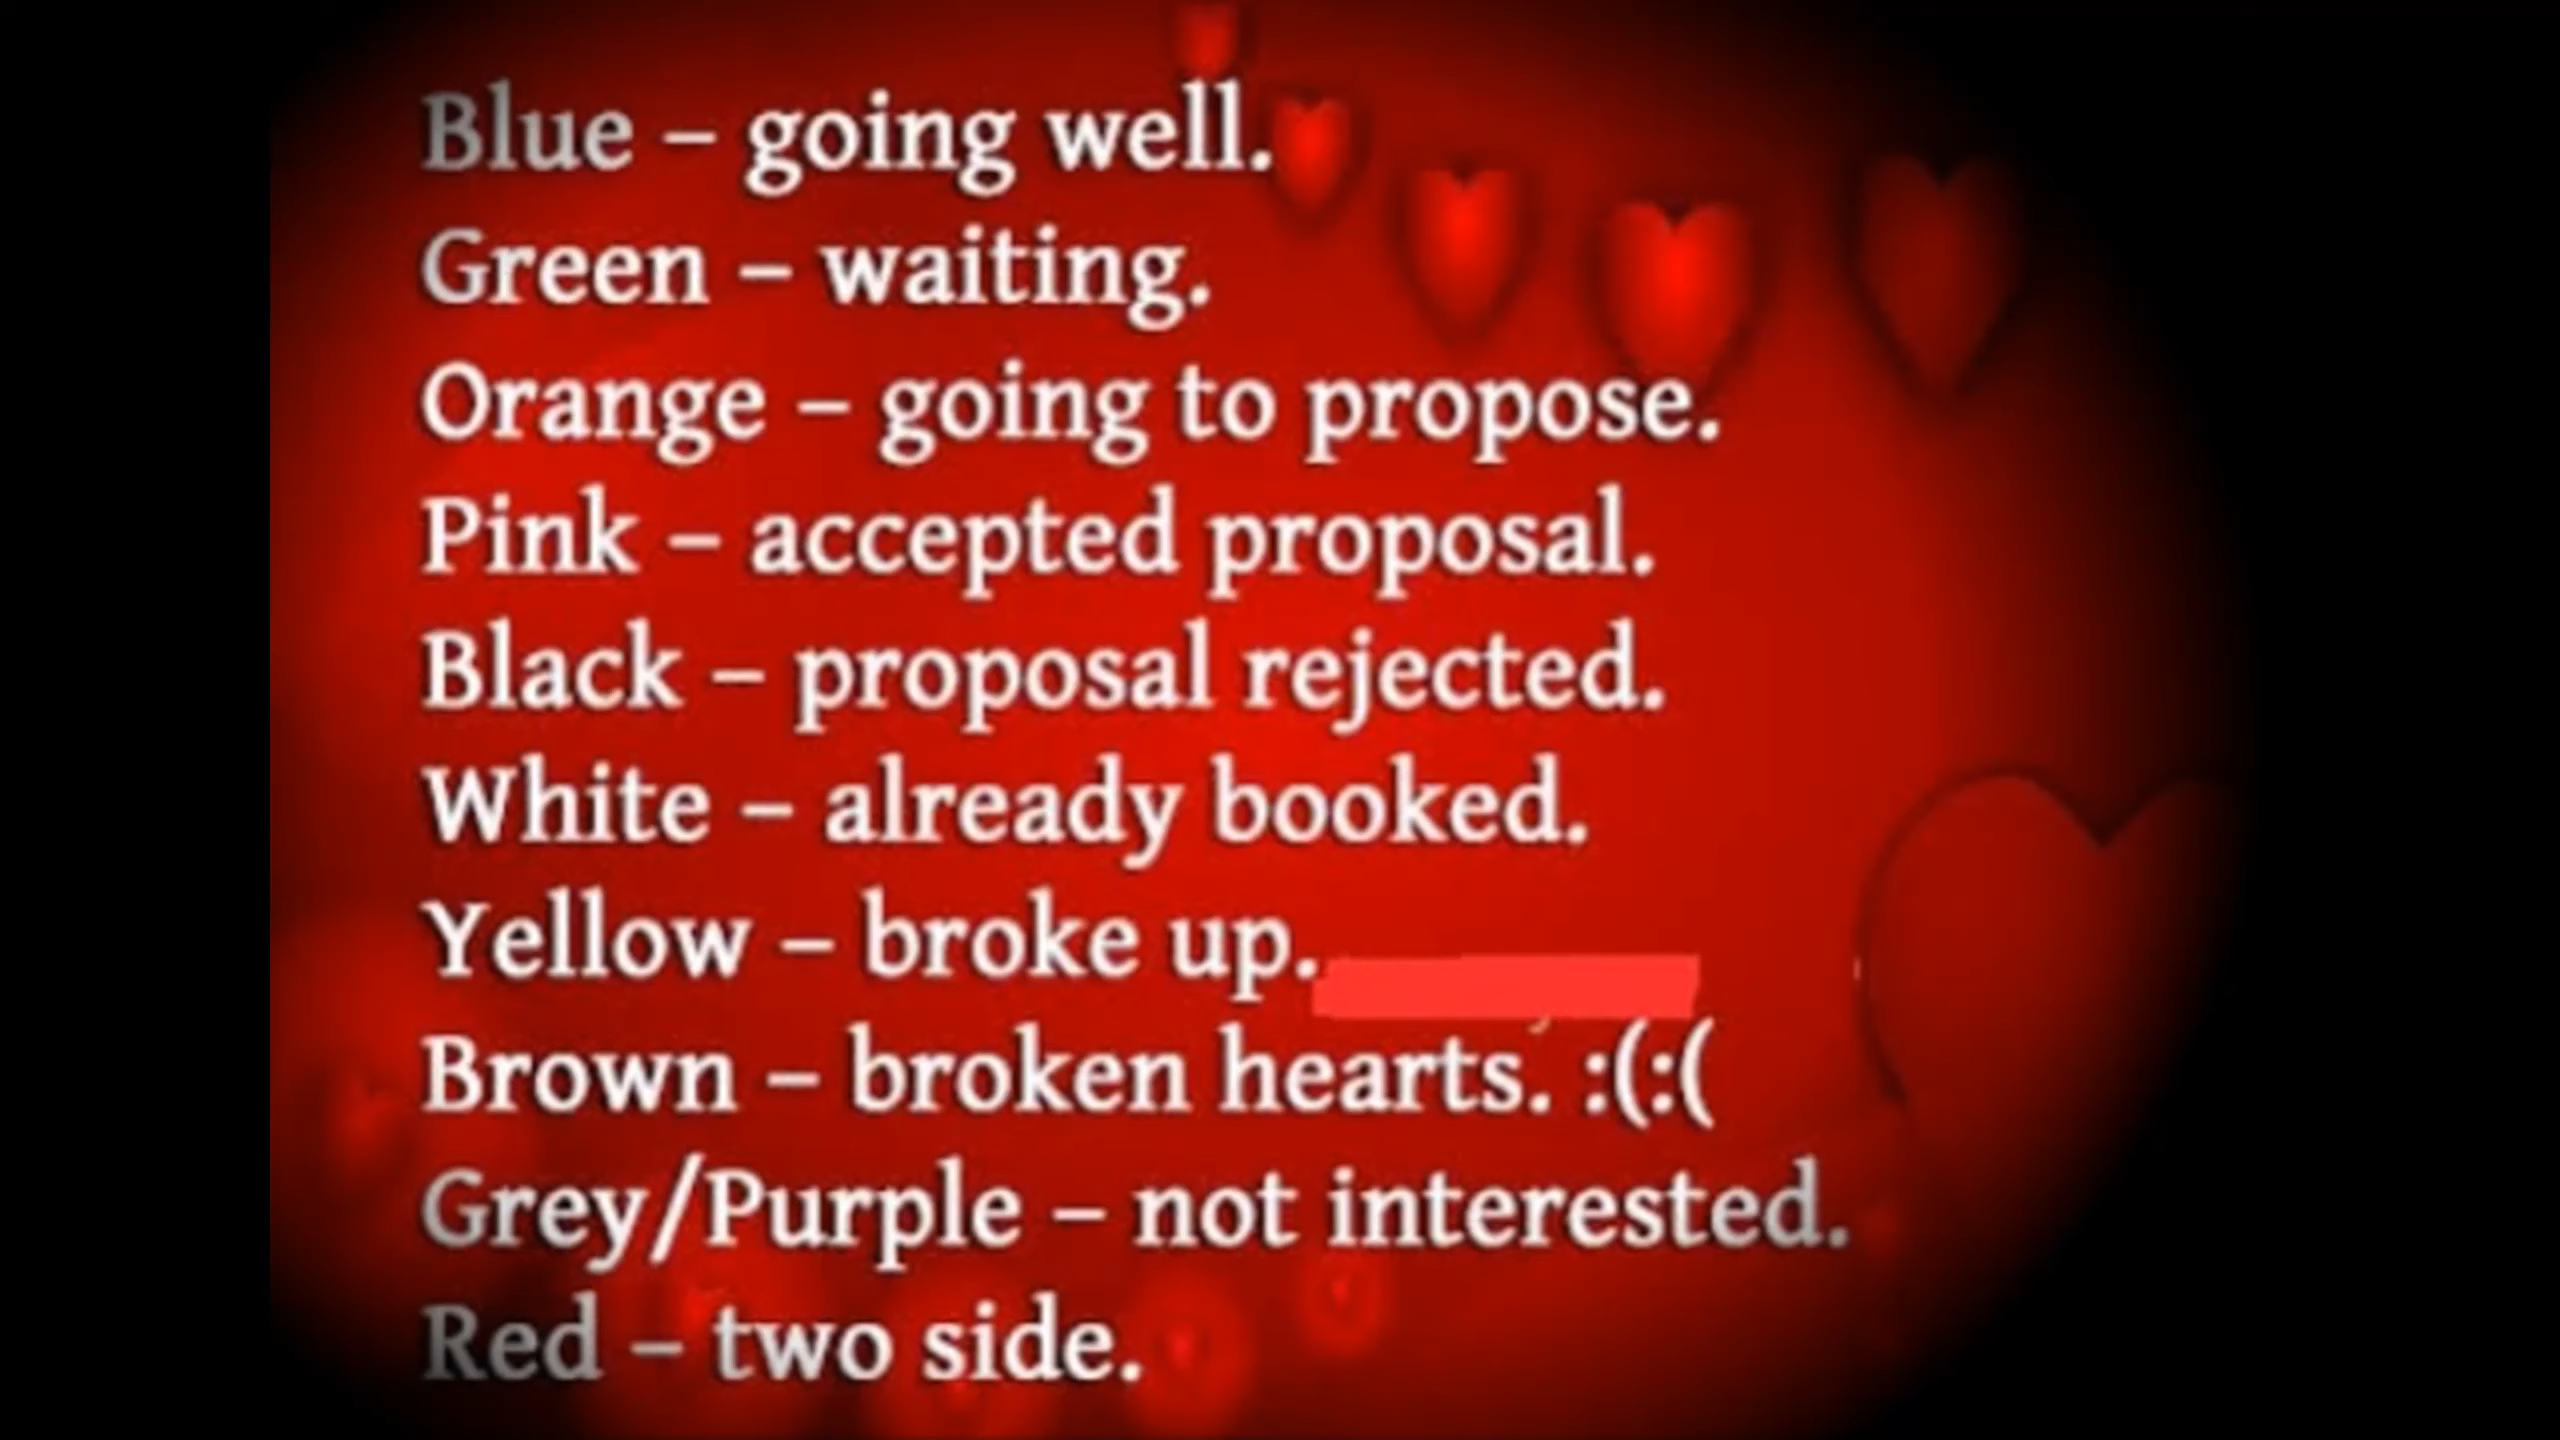 Blue – going well.
Green – waiting.
Orange – going to propose.
Pink – accepted proposal.
Black – proposal rejected.
White – already booked.
Yellow – broke up.
Brown – broken hearts. :(:(
Grey/Purple – not interested.
Red – two side.